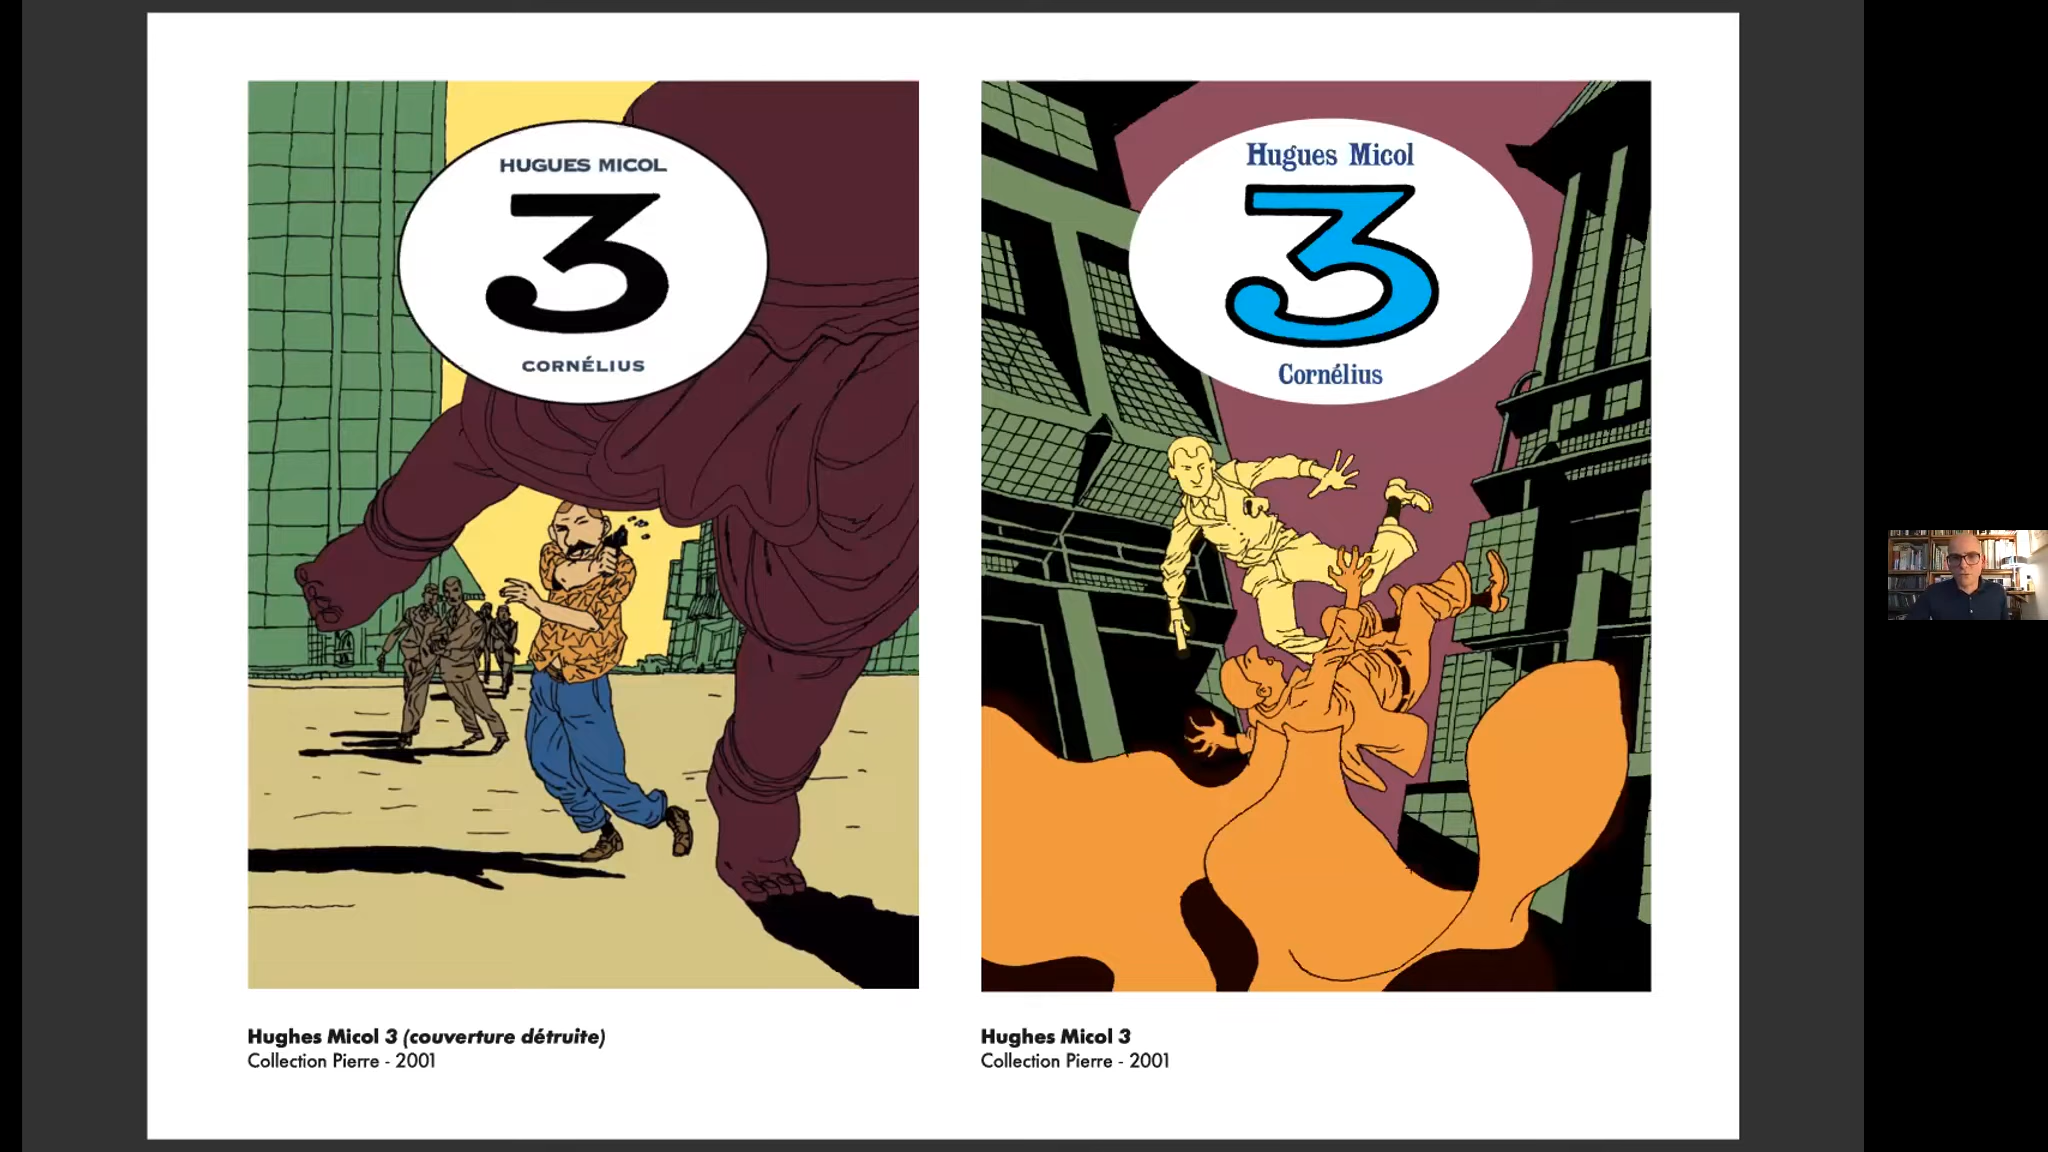 HUGUES MICOL
3
CORNÉLIUS
Hugues Micol
3
Cornélius
Hughes Micol 3 (couverture détruite)
Collection Pierre - 2001
Hughes Micol 3
Collection Pierre - 2001